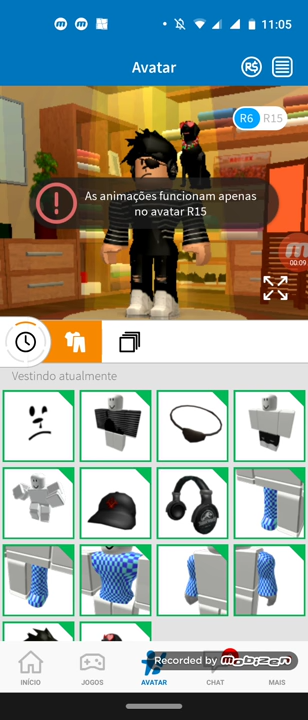 11:05
Avatar
R$
R6 R15
As animações funcionam apenas
no avatar R15
00:09
Vestindo atualmente
Recorded by mobizen
INÍCIO
JOGOS
AVATAR
CHAT
MAIS